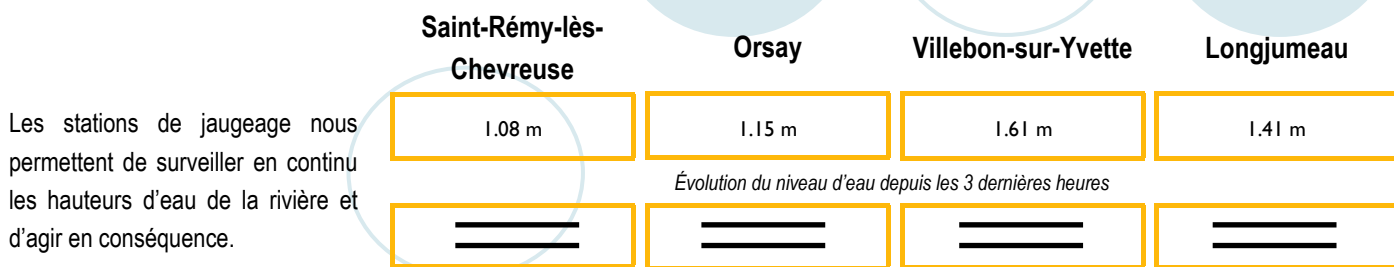 Saint-Rémy-lès-
Chevreuse
Orsay
Villebon-sur-Yvette
Longjumeau
Les stations de jaugeage nous
permettent de surveiller en continu
les hauteurs d’eau de la rivière et
d’agir en conséquence.
1.08 m
1.15 m
1.61 m
1.41 m
Évolution du niveau d’eau depuis les 3 dernières heures